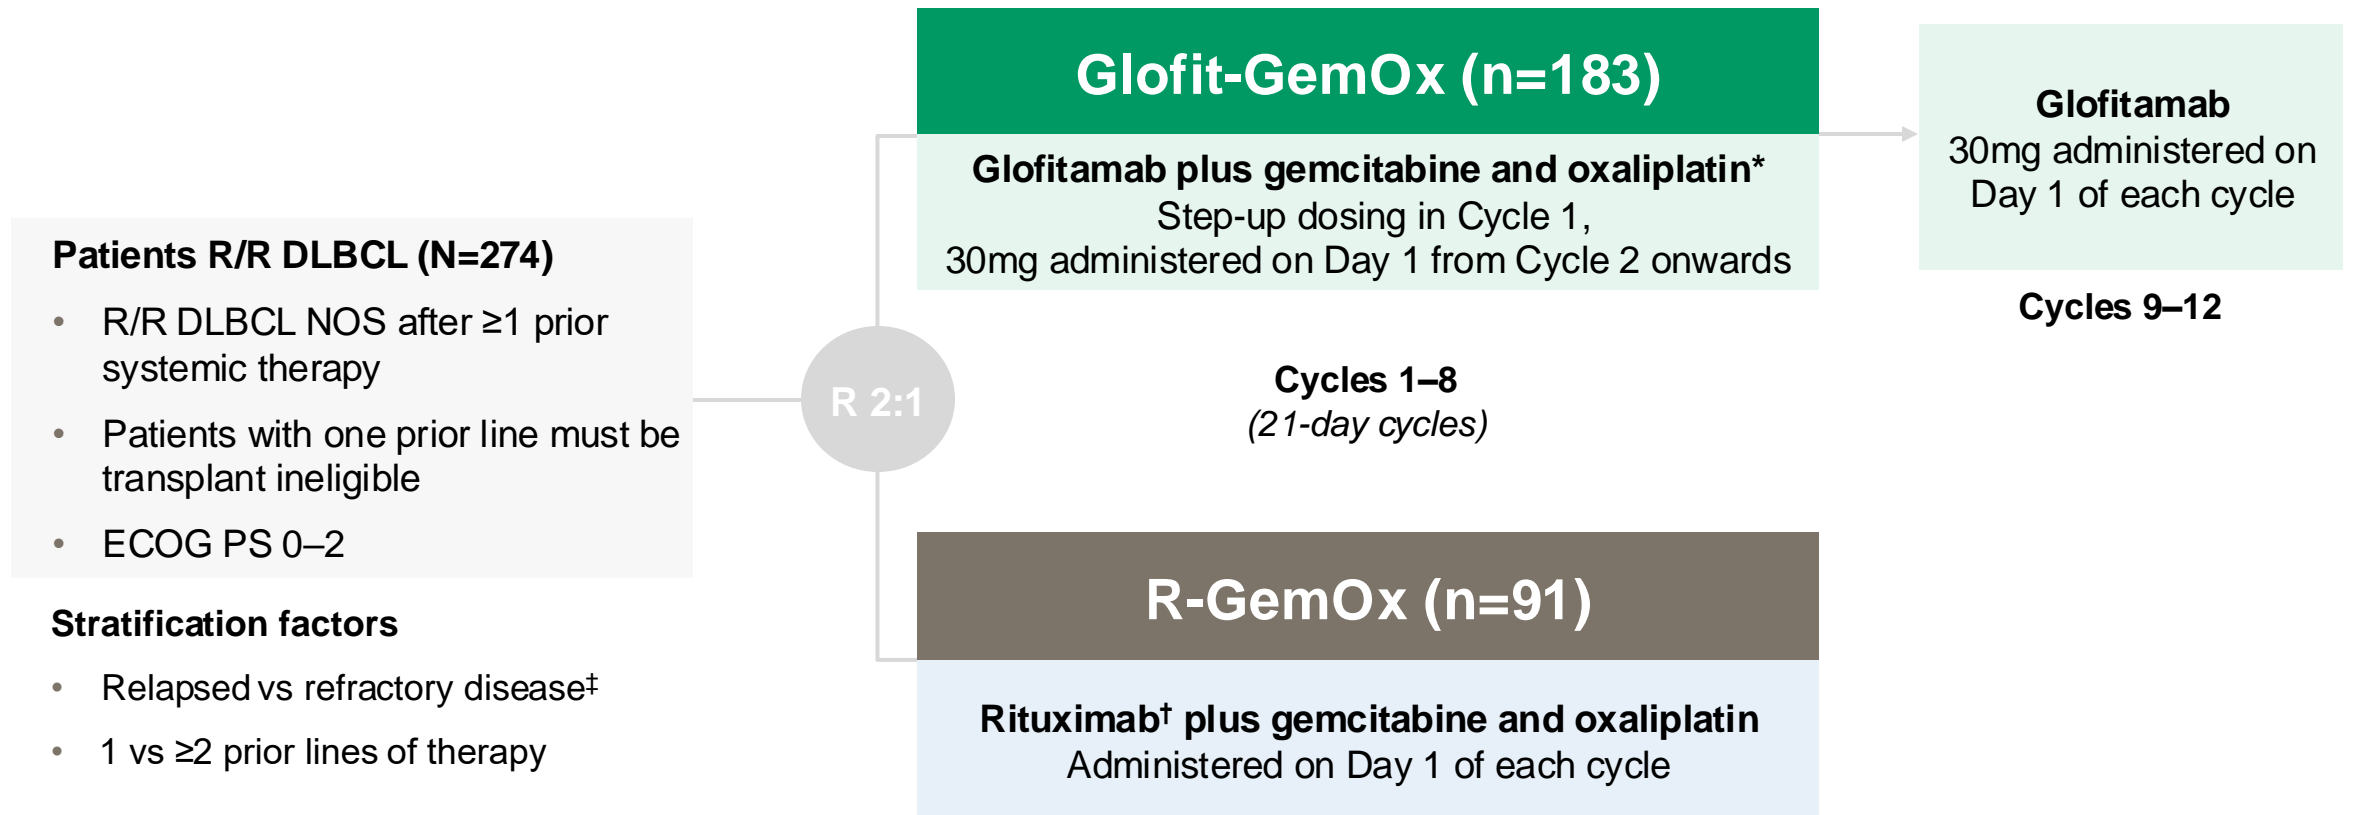 Patients R/R DLBCL (N=274)
• R/R DLBCL NOS after ≥1 prior
systemic therapy
• Patients with one prior line must be
transplant ineligible
• ECOG PS 0–2
Stratification factors
• Relapsed vs refractory disease‡
• 1 vs ≥2 prior lines of therapy
R 2:1
Glofit-GemOx (n=183)
Glofitamab plus gemcitabine and oxaliplatin*
Step-up dosing in Cycle 1,
30mg administered on Day 1 from Cycle 2 onwards
Cycles 1–8
(21-day cycles)
R-GemOx (n=91)
Rituximab† plus gemcitabine and oxaliplatin
Administered on Day 1 of each cycle
Glofitamab
30mg administered on
Day 1 of each cycle
Cycles 9–12